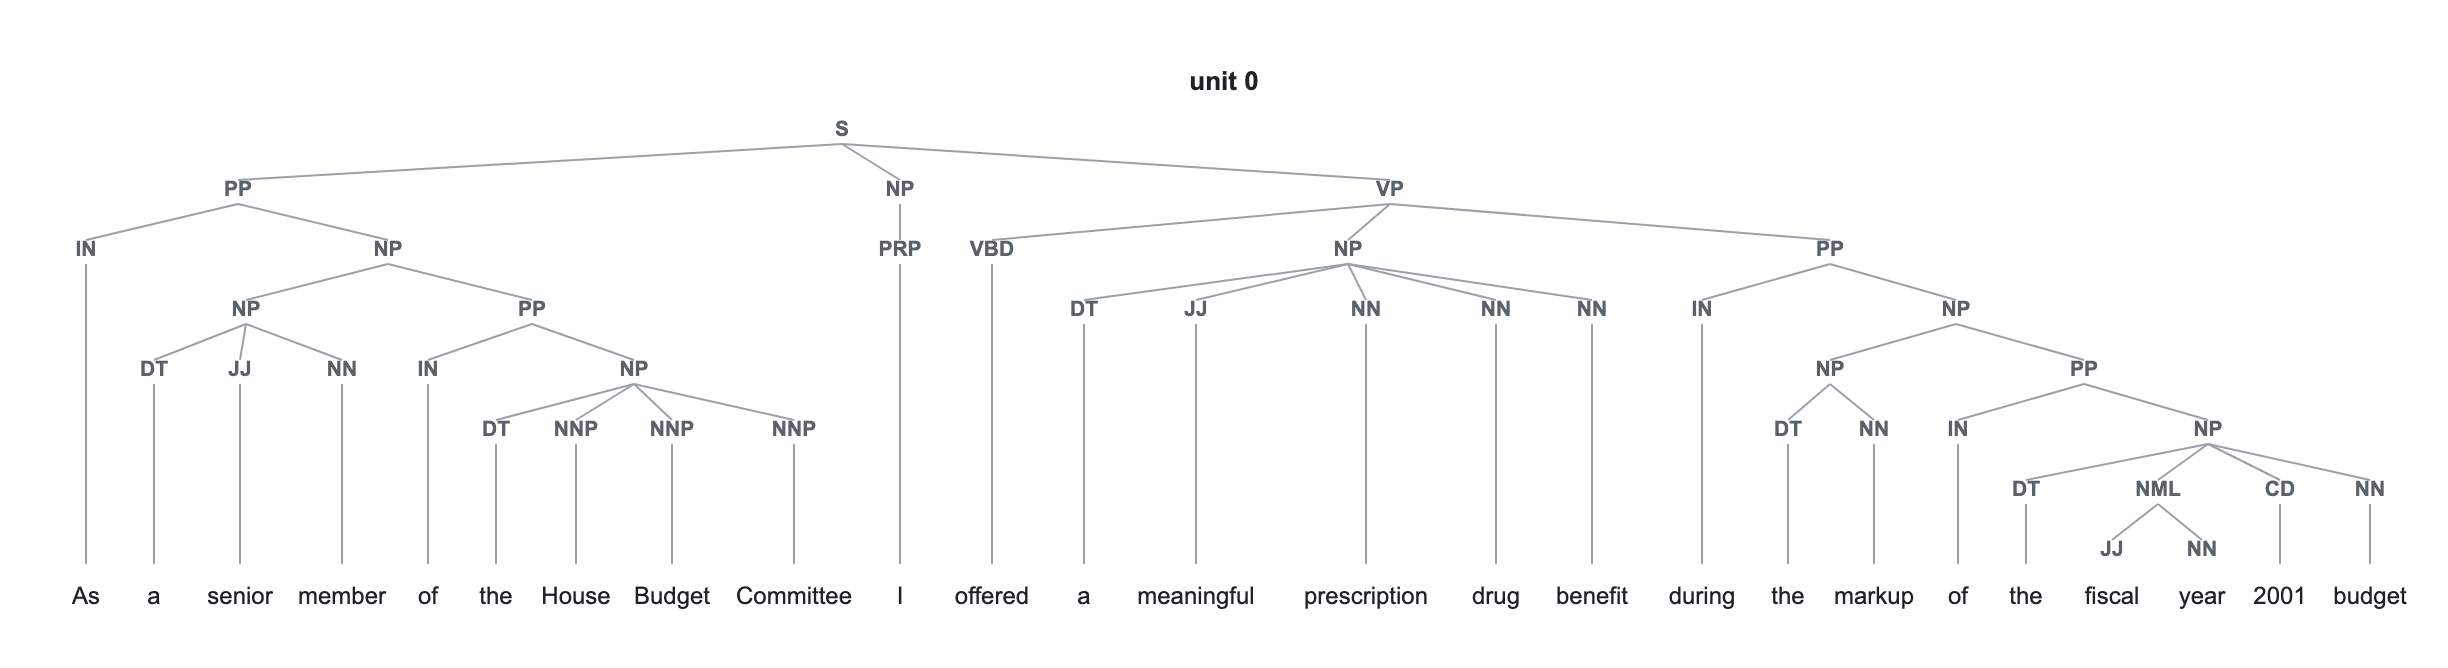 unit 0
S
PP NP VP
IN NP PRP VBD NP PP
NP PP DT JJ NN NN NN IN NP
DT JJ NN IN NP NP PP
DT NNP NNP NNP DT NN IN NP
DT NML CD NN
JJ NN
As a senior member of the House Budget Committee I offered a meaningful prescription drug benefit during the markup of the fiscal year 2001 budget